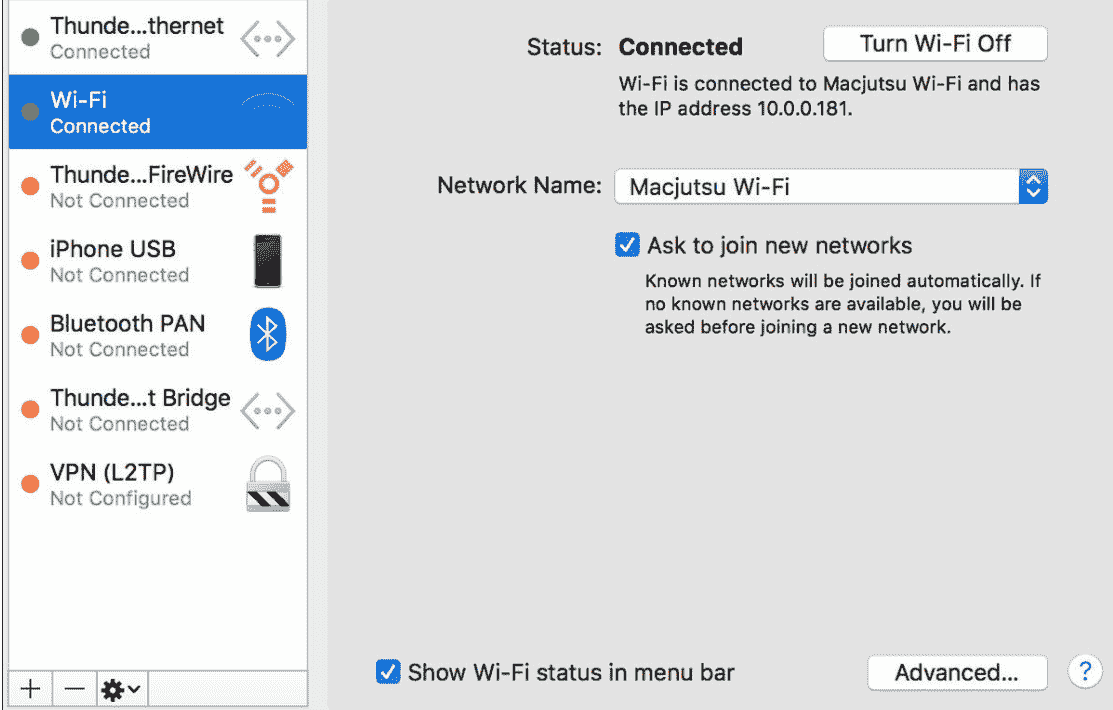 Thunde...thernet
Connected
Wi-Fi
Connected
Thunde...FireWire
Not Connected
iPhone USB
Not Connected
Bluetooth PAN
Not Connected
Thunde...t Bridge
Not Connected
VPN (L2TP)
Not Configured
Status: Connected
Turn Wi-Fi Off
Wi-Fi is connected to Macjutsu Wi-Fi and has
the IP address 10.0.0.181.
Network Name: Macjutsu Wi-Fi
Ask to join new networks
Known networks will be joined automatically. If
no known networks are available, you will be
asked before joining a new network.
Show Wi-Fi status in menu bar
Advanced...
?